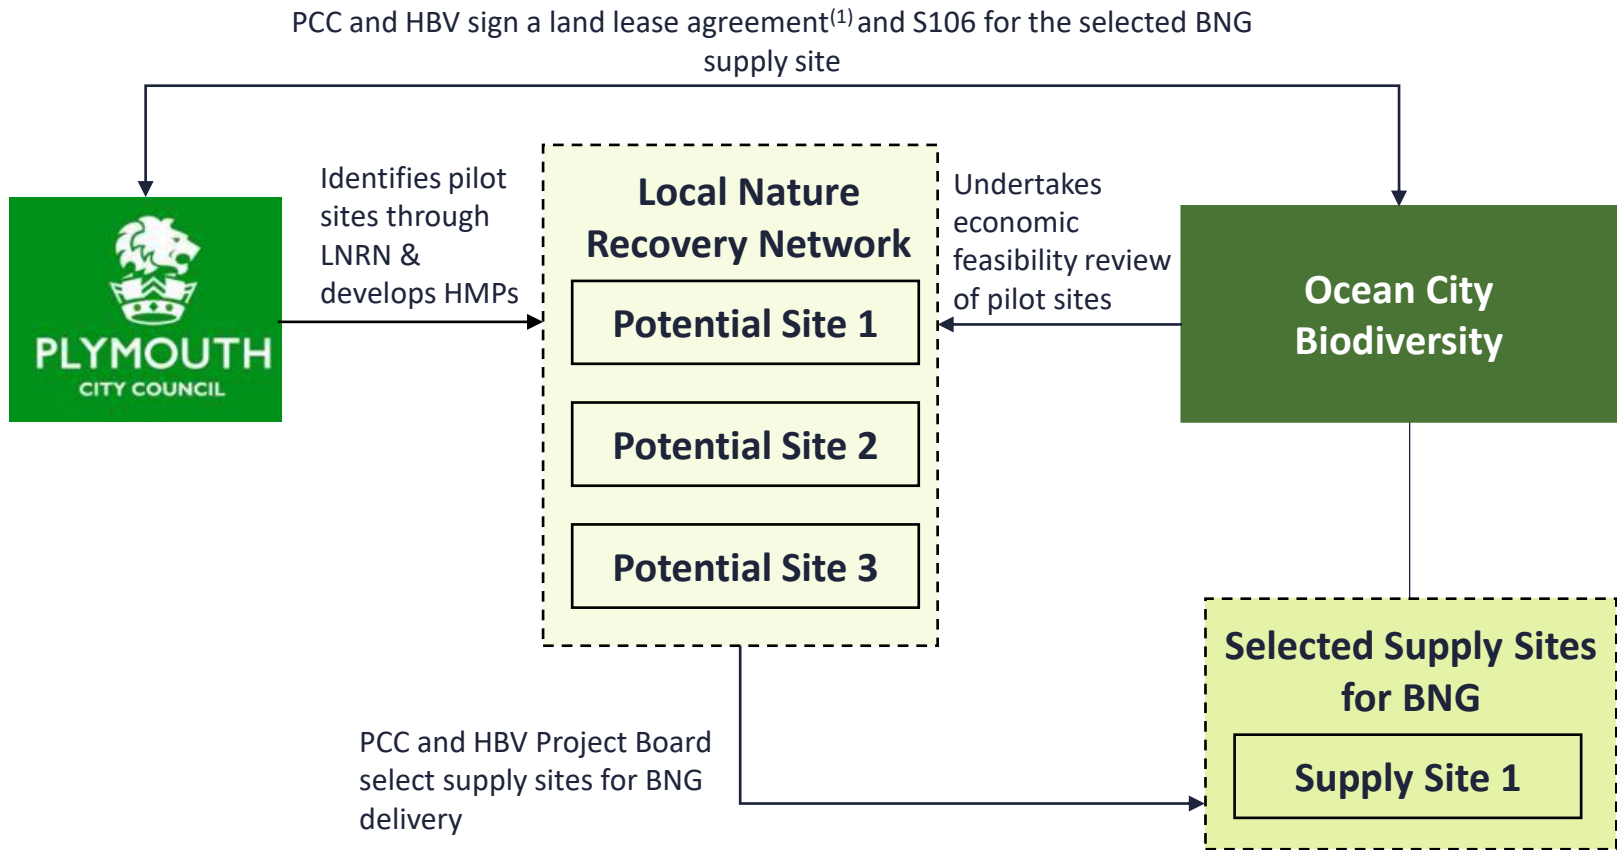 PCC and HBV sign a land lease agreement(1) and S106 for the selected BNG
supply site
Identifies pilot
sites through
LNRN &
develops HMPs
PLYMOUTH
CITY COUNCIL
Local Nature
Recovery Network
Potential Site 1
Potential Site 2
Potential Site 3
Undertakes
economic
feasibility review
of pilot sites
Ocean City
Biodiversity
PCC and HBV Project Board
select supply sites for BNG
delivery
Selected Supply Sites
for BNG
Supply Site 1